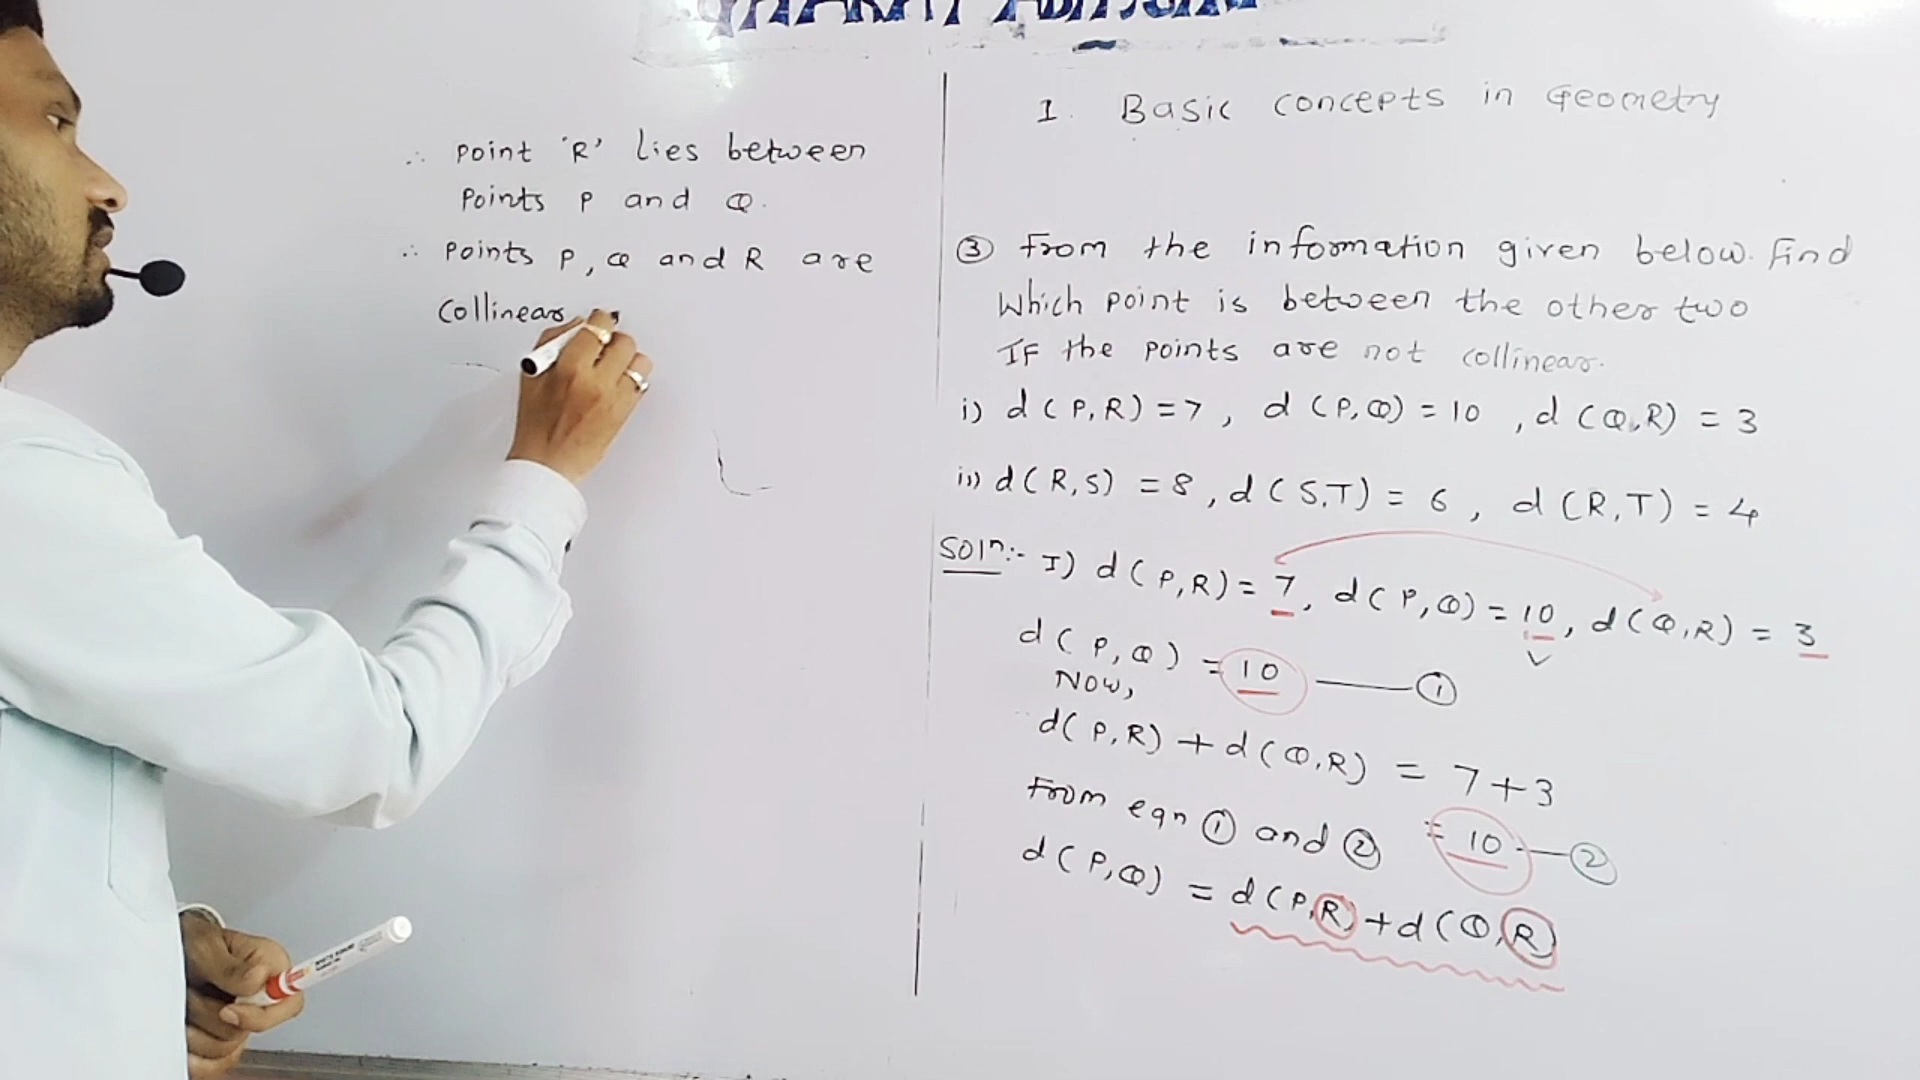 1. Basic concepts in Geometry
③ From the information given below. Find
Which point is between the other two
IF the points are not collinear.
i) d(P,R)=7, d(P,Q)=10, d(Q,R)=3
ii) d(R,S)=8, d(S,T)=6, d(R,T)=4
Solⁿ:- I) d(P,R)=7, d(P,Q)=10, d(Q,R)=3
d(P,Q)=10 —— ①
Now,
d(P,R)+d(Q,R)=7+3
=10 — ②
From eqn ① and ②
d(P,Q)=d(P,R)+d(Q,R)
∴ point 'R' lies between
Points P and Q.
∴ Points P, Q and R are
collinear